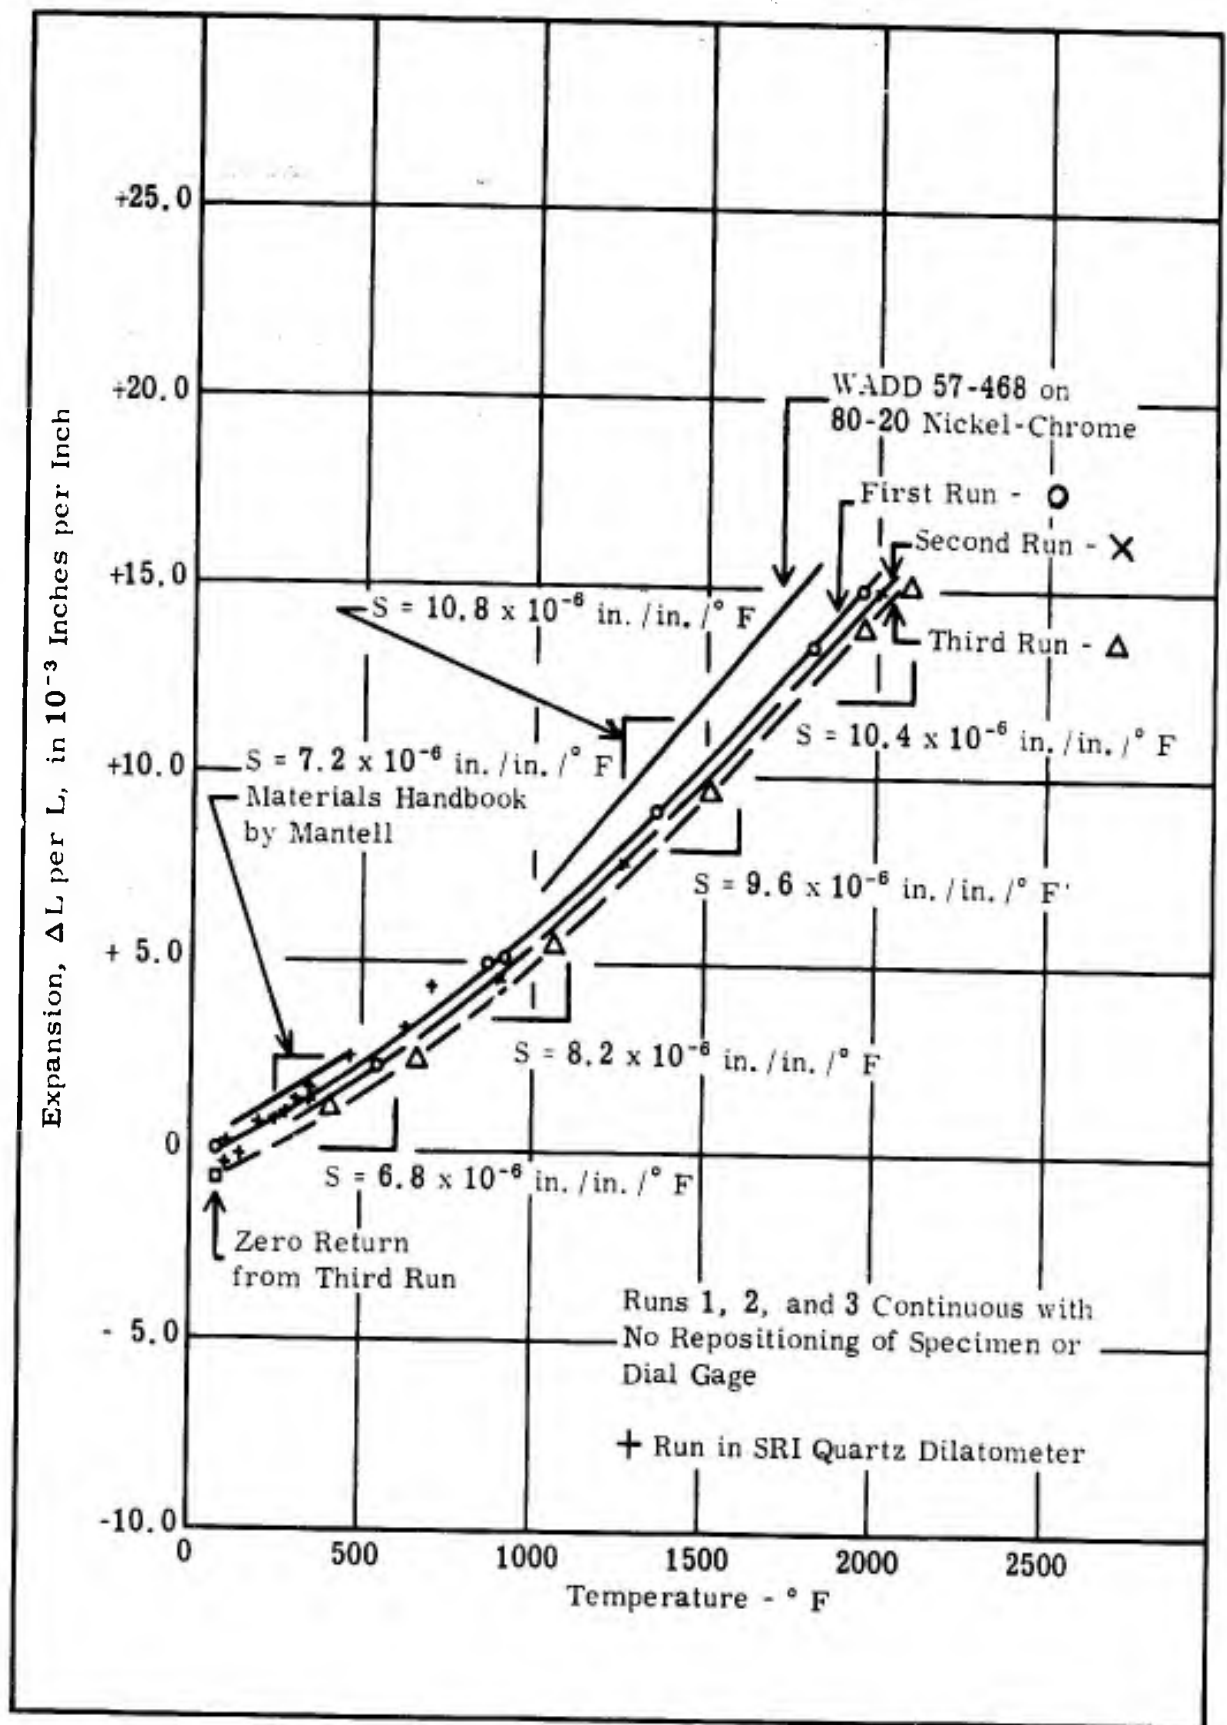 +25.0
+20.0
+15.0
+10.0
+ 5.0
0
- 5.0
-10.0
Expansion, ΔL per L, in 10⁻³ Inches per Inch
WADD 57-468 on
80-20 Nickel-Chrome
First Run - O
Second Run - X
Third Run - Δ
S = 10.8 x 10⁻⁶ in./in./° F
S = 10.4 x 10⁻⁶ in./in./° F
S = 7.2 x 10⁻⁶ in./in./° F
Materials Handbook
by Mantell
S = 9.6 x 10⁻⁶ in./in./° F
S = 8.2 x 10⁻⁶ in./in./° F
S = 6.8 x 10⁻⁶ in./in./° F
Zero Return
from Third Run
Runs 1, 2, and 3 Continuous with
No Repositioning of Specimen or
Dial Gage
+ Run in SRI Quartz Dilatometer
0 500 1000 1500 2000 2500
Temperature - ° F